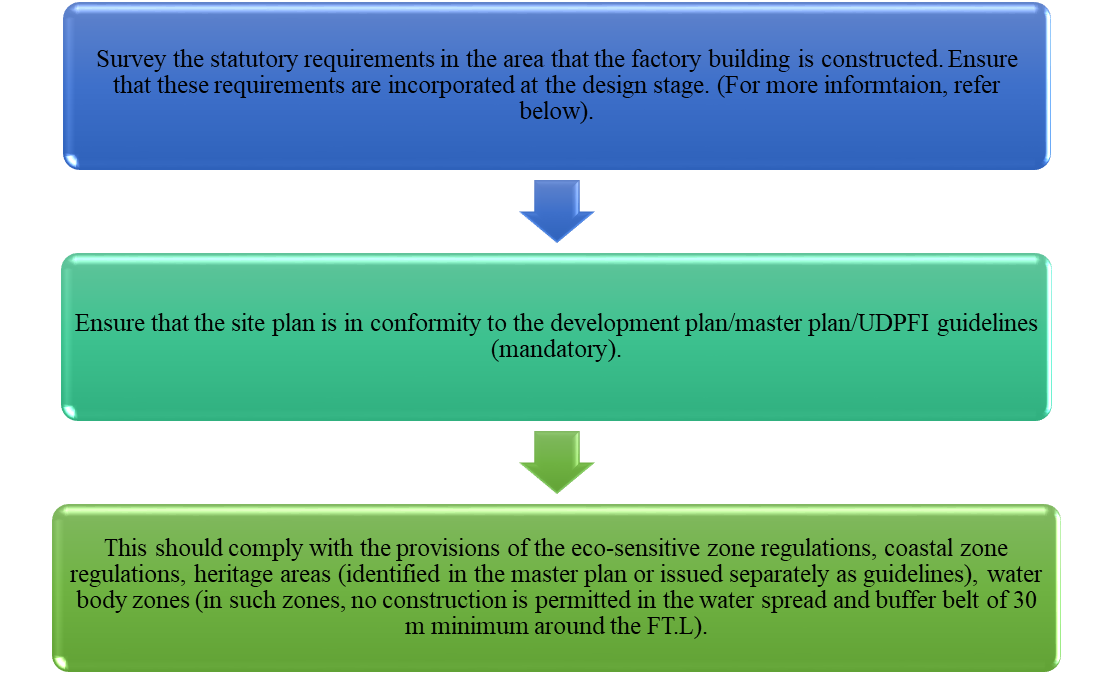 Survey the statutory requirements in the area that the factory building is constructed. Ensure
that these requirements are incorporated at the design stage. (For more informtaion, refer
below).
Ensure that the site plan is in conformity to the development plan/master plan/UDPFI guidelines
(mandatory).
This should comply with the provisions of the eco-sensitive zone regulations, coastal zone
regulations, heritage areas (identified in the master plan or issued separately as guidelines), water
body zones (in such zones, no construction is permitted in the water spread and buffer belt of 30
m minimum around the FT.L).